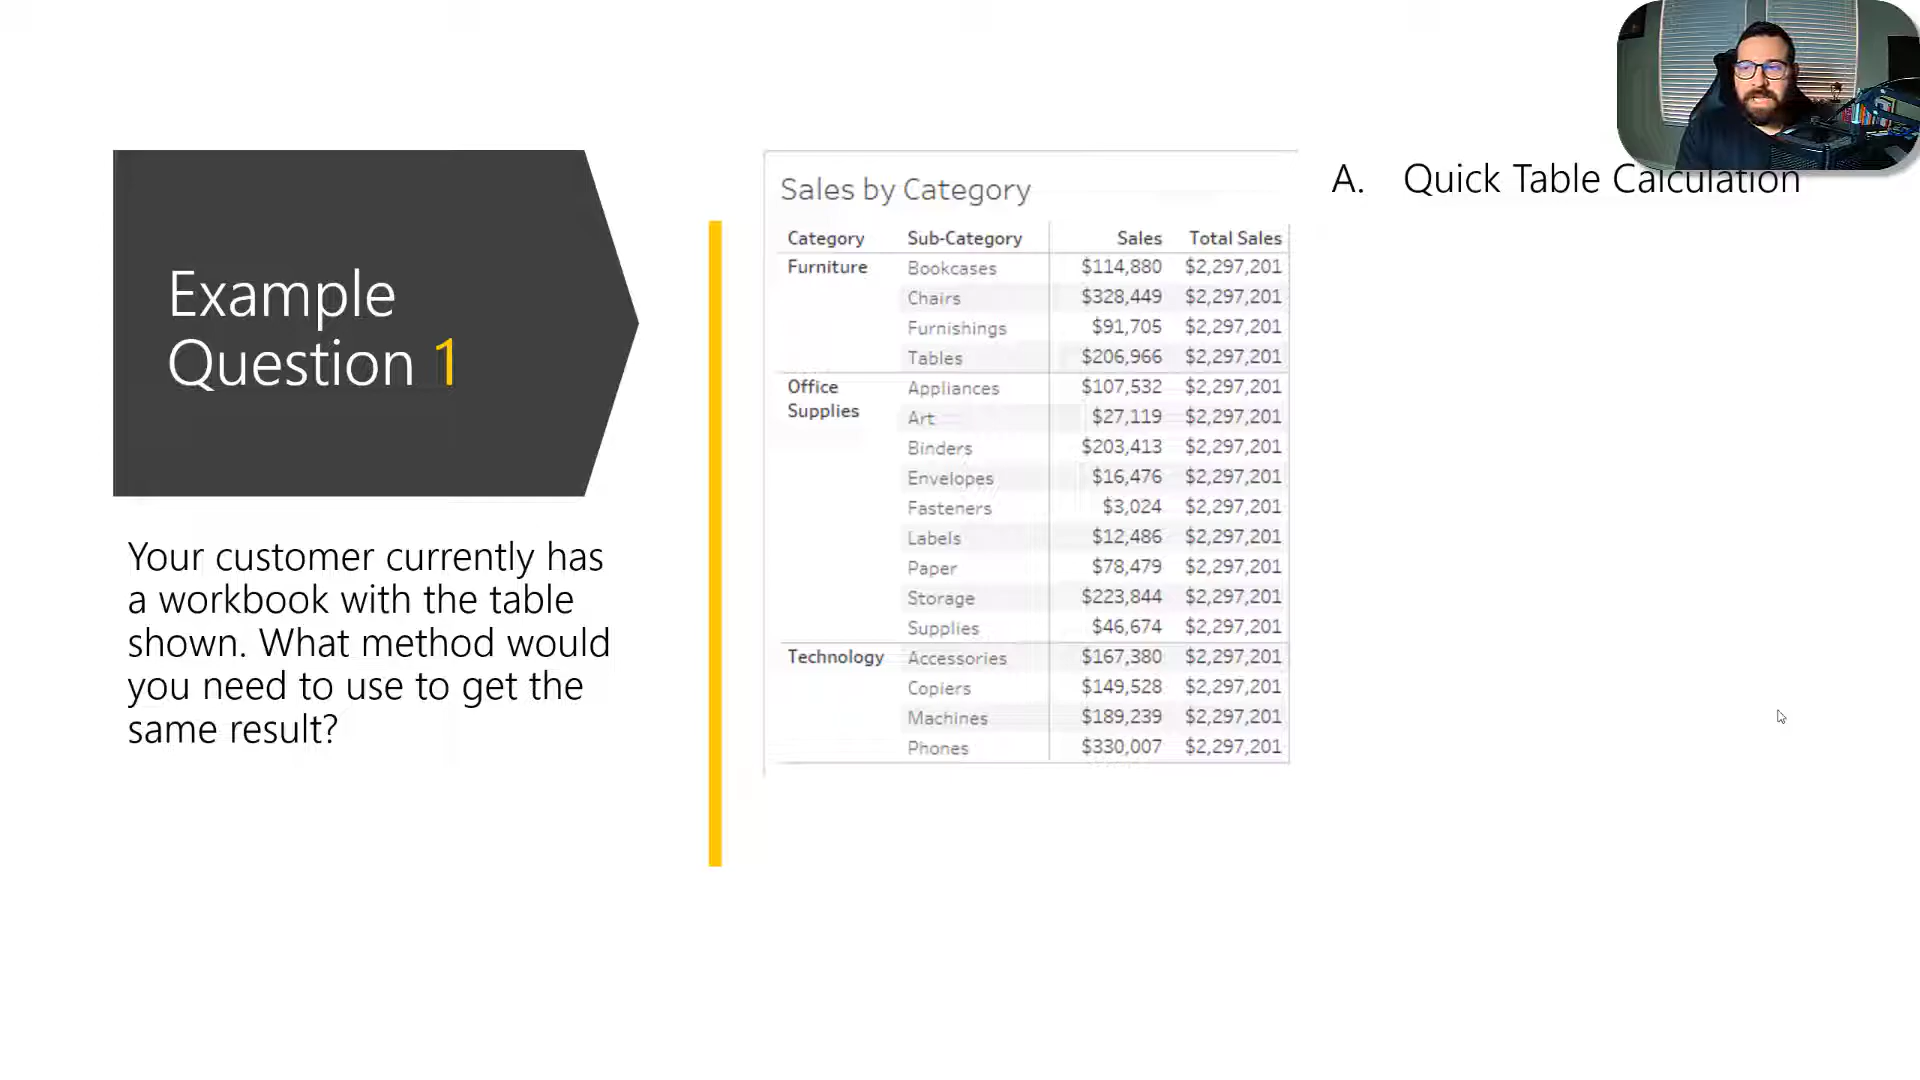 Example
Question 1
Your customer currently has
a workbook with the table
shown. What method would
you need to use to get the
same result?
Sales by Category
Category Sub-Category Sales Total Sales
Furniture Bookcases $114,880 $2,297,201
Chairs $328,449 $2,297,201
Furnishings $91,705 $2,297,201
Tables $206,966 $2,297,201
Office Supplies Appliances $107,532 $2,297,201
Art $27,119 $2,297,201
Binders $203,413 $2,297,201
Envelopes $16,476 $2,297,201
Fasteners $3,024 $2,297,201
Labels $12,486 $2,297,201
Paper $78,479 $2,297,201
Storage $223,844 $2,297,201
Supplies $46,674 $2,297,201
Technology Accessories $167,380 $2,297,201
Copiers $149,528 $2,297,201
Machines $189,239 $2,297,201
Phones $330,007 $2,297,201
A. Quick Table Calculation